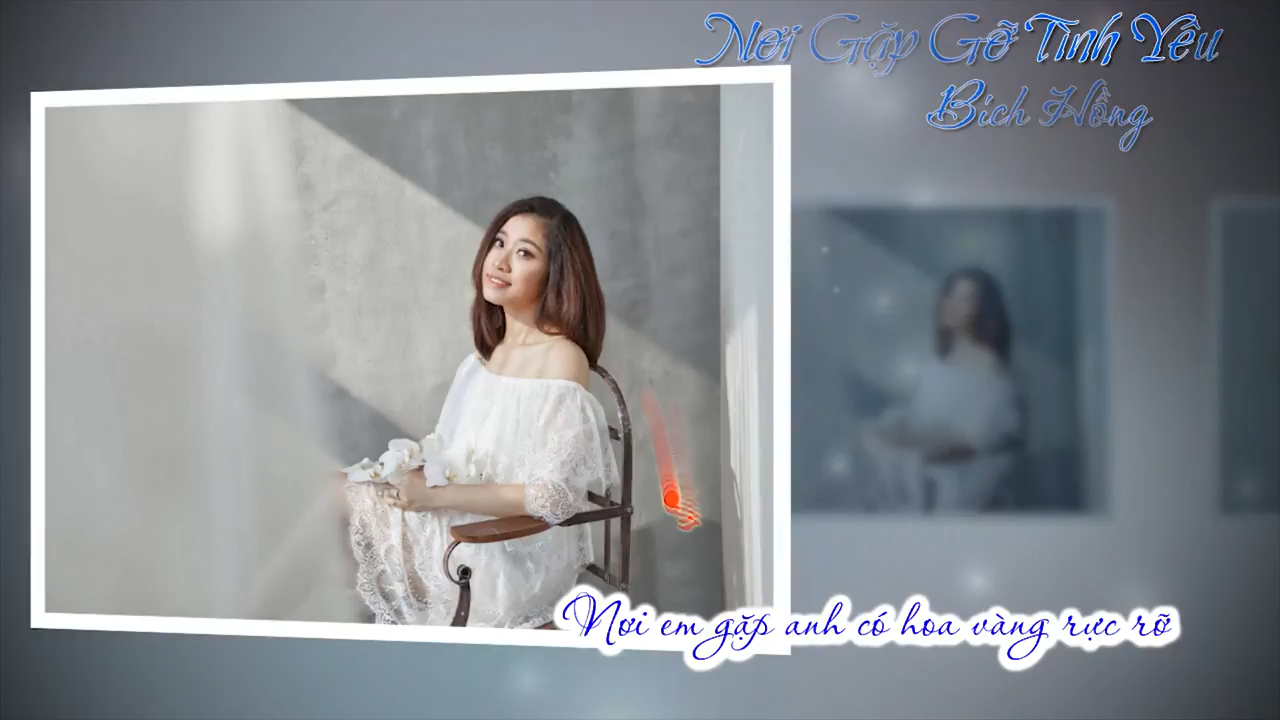 Nơi Gặp Gỡ Tình Yêu
Bích Hồng
Nơi em gặp anh có hoa vàng rực rỡ